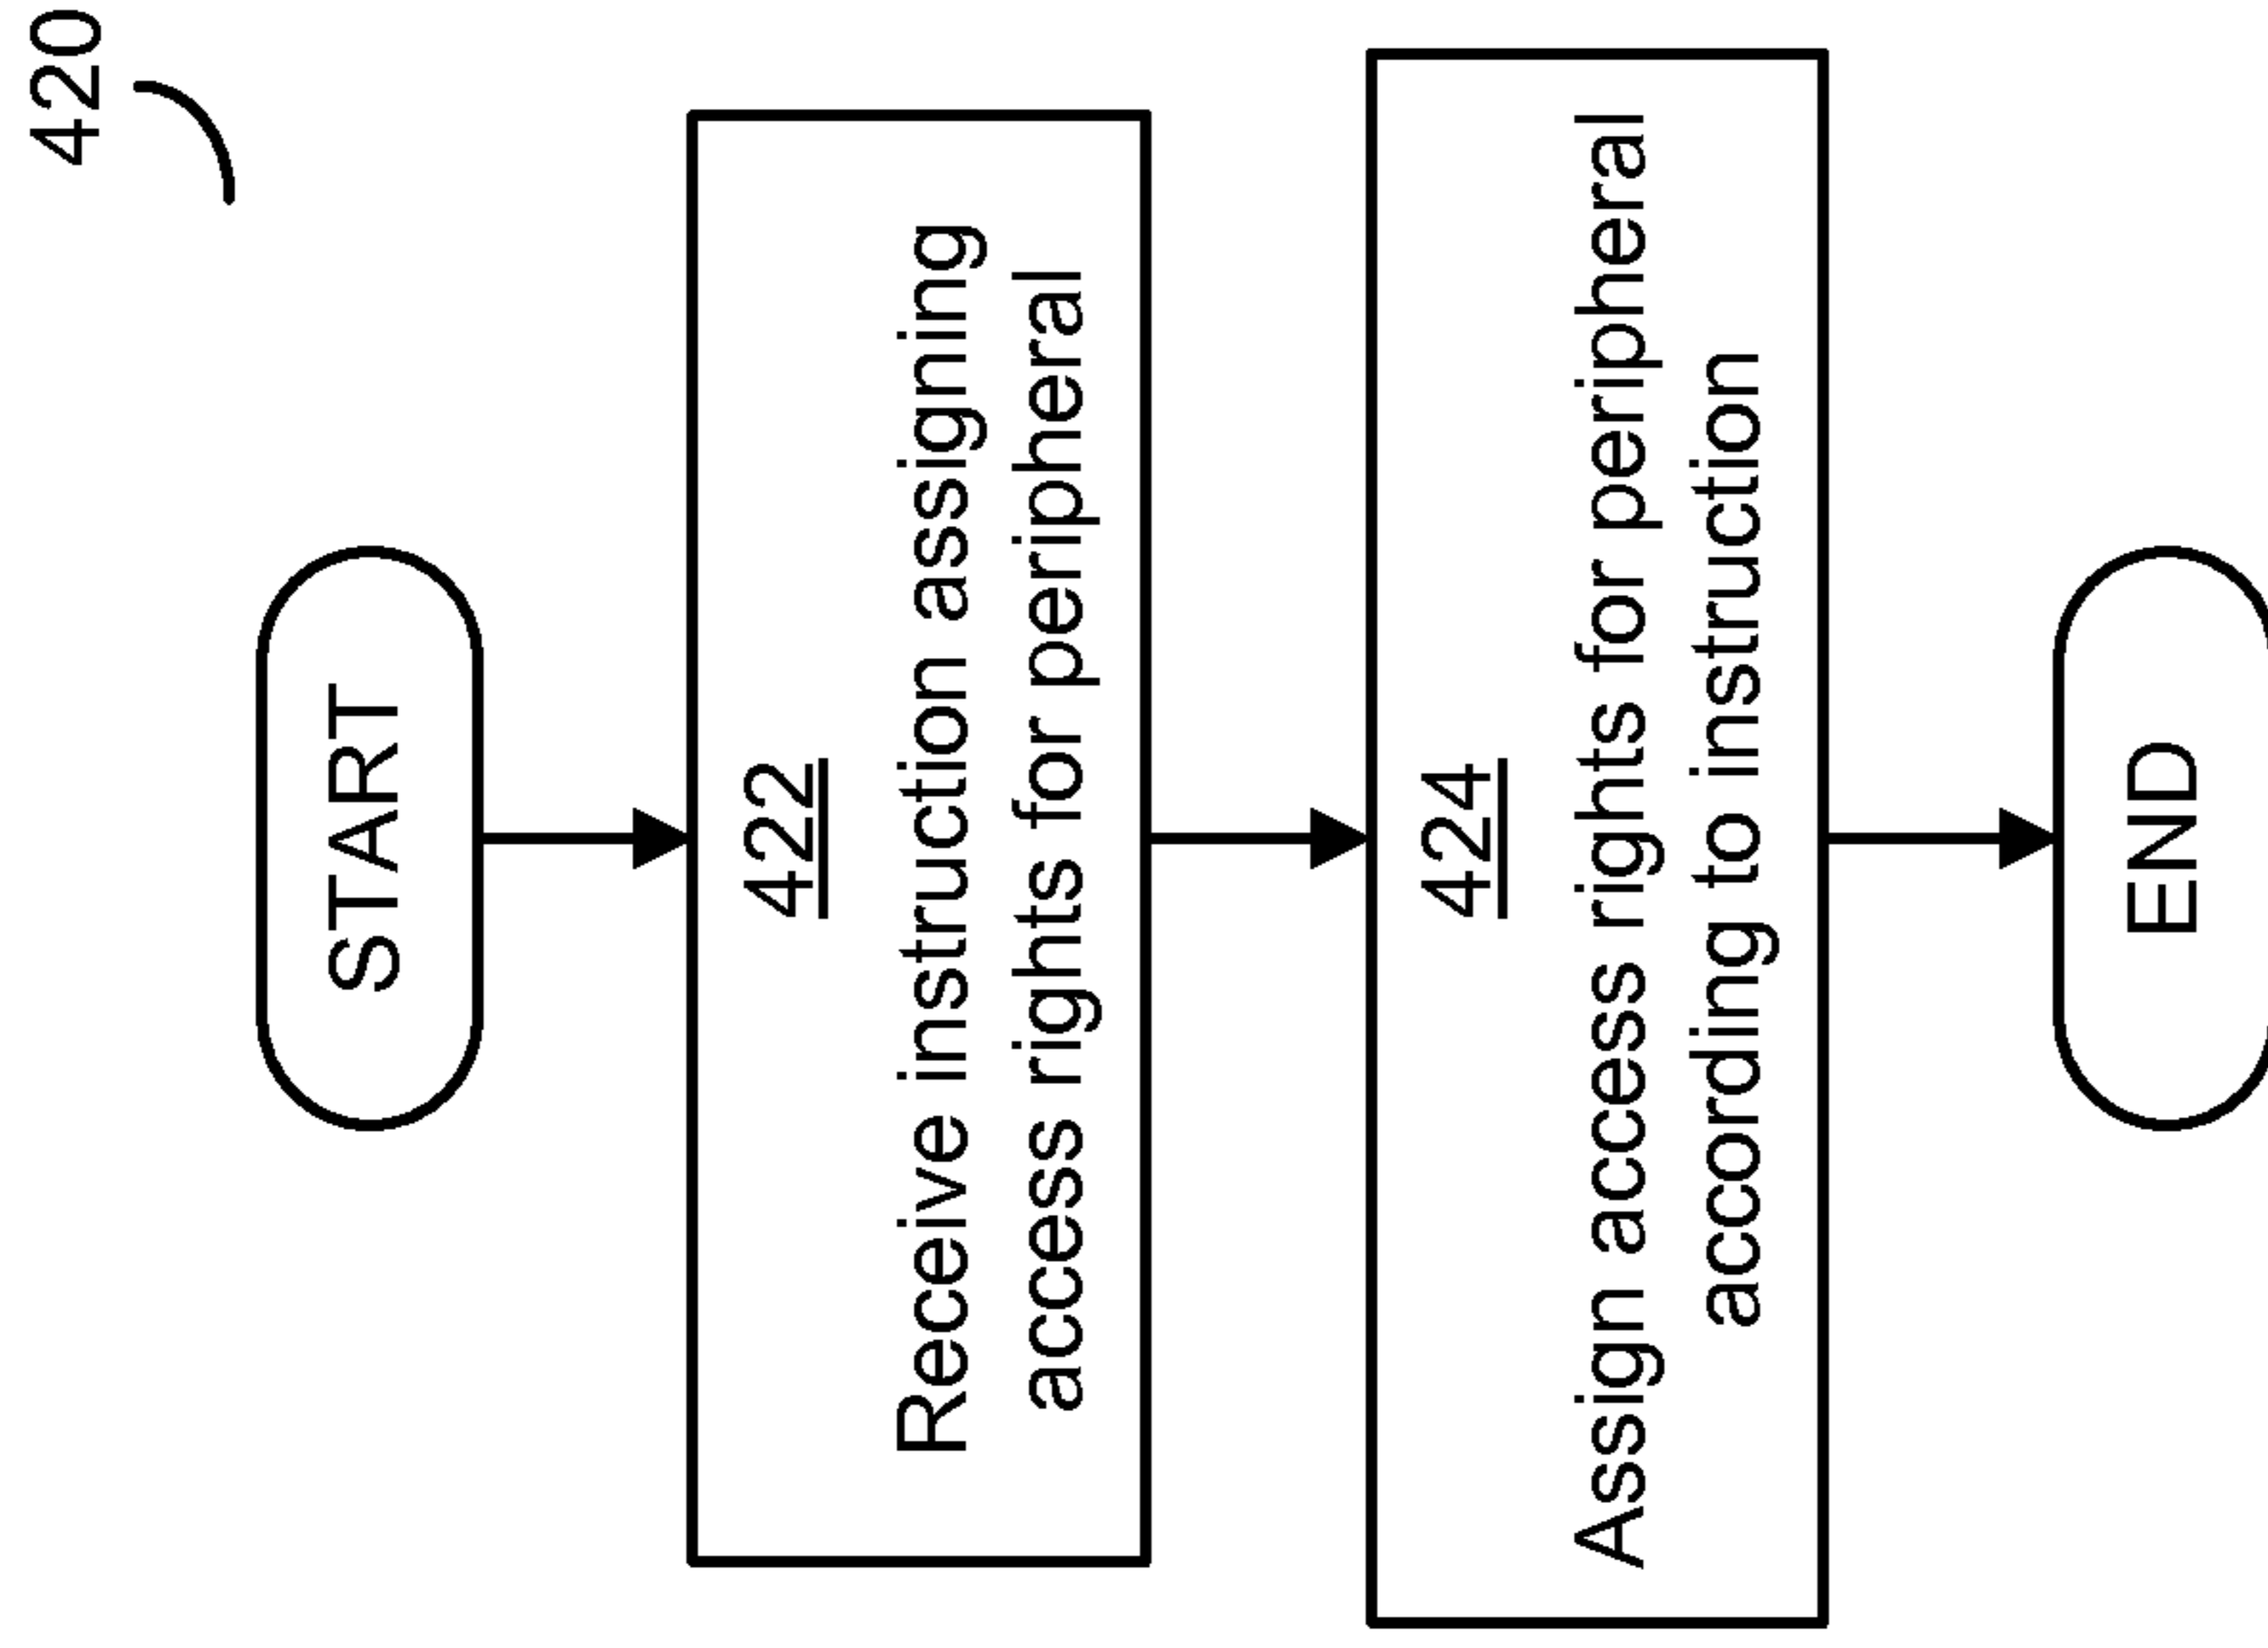 420
START
422
Receive instruction assigning
access rights for peripheral
424
Assign access rights for peripheral
according to instruction
END